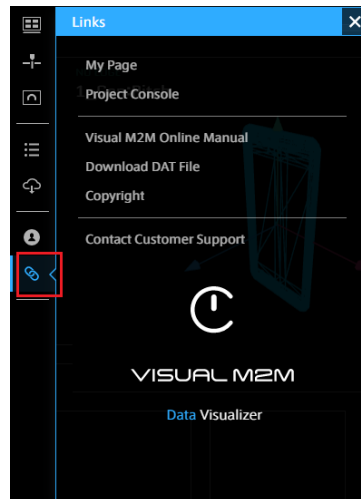 Links
My Page
Project Console
Visual M2M Online Manual
Download DAT File
Copyright
Contact Customer Support
VISUAL M2M
Data Visualizer